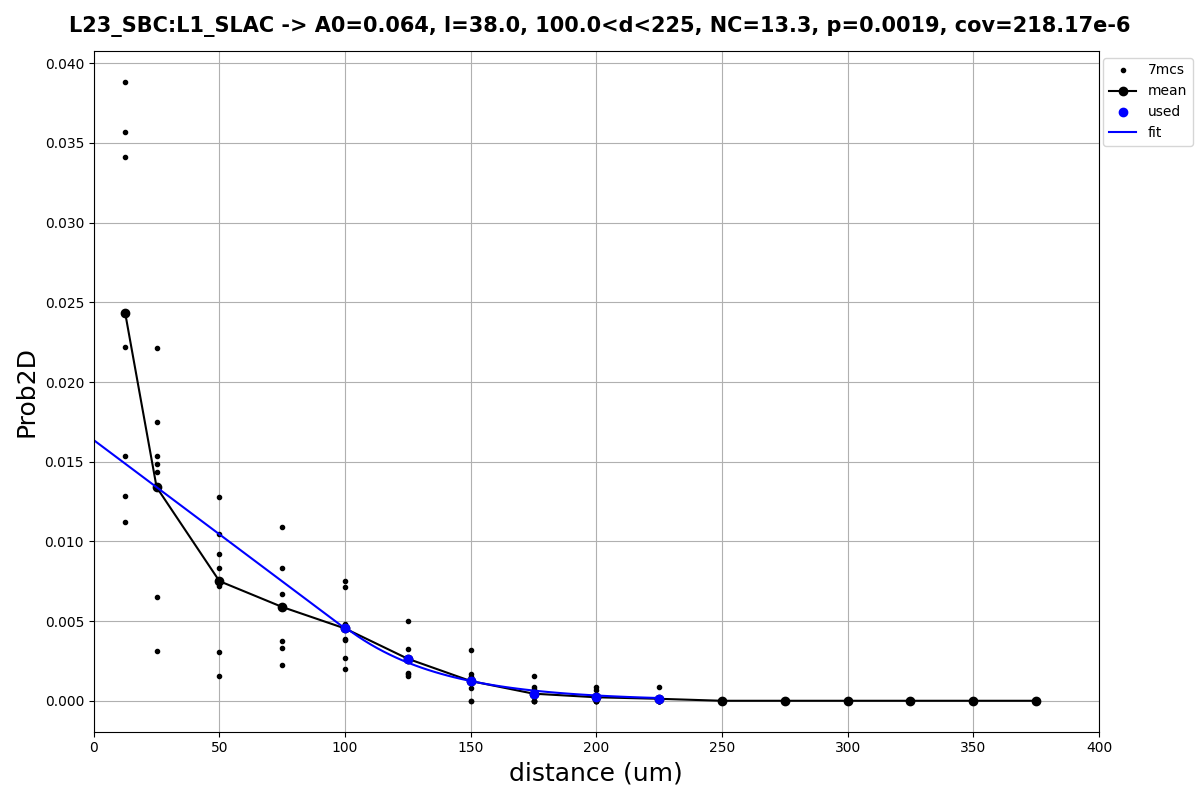 L23_SBC:L1_SLAC -> A0=0.064, l=38.0, 100.0<d<225, NC=13.3, p=0.0019, cov=218.17e-6
7mcs
mean
used
fit
0.040
0.035
0.030
0.025
0.020
0.015
0.010
0.005
0.000
Prob2D
0
50
100
150
200
250
300
350
400
distance (um)